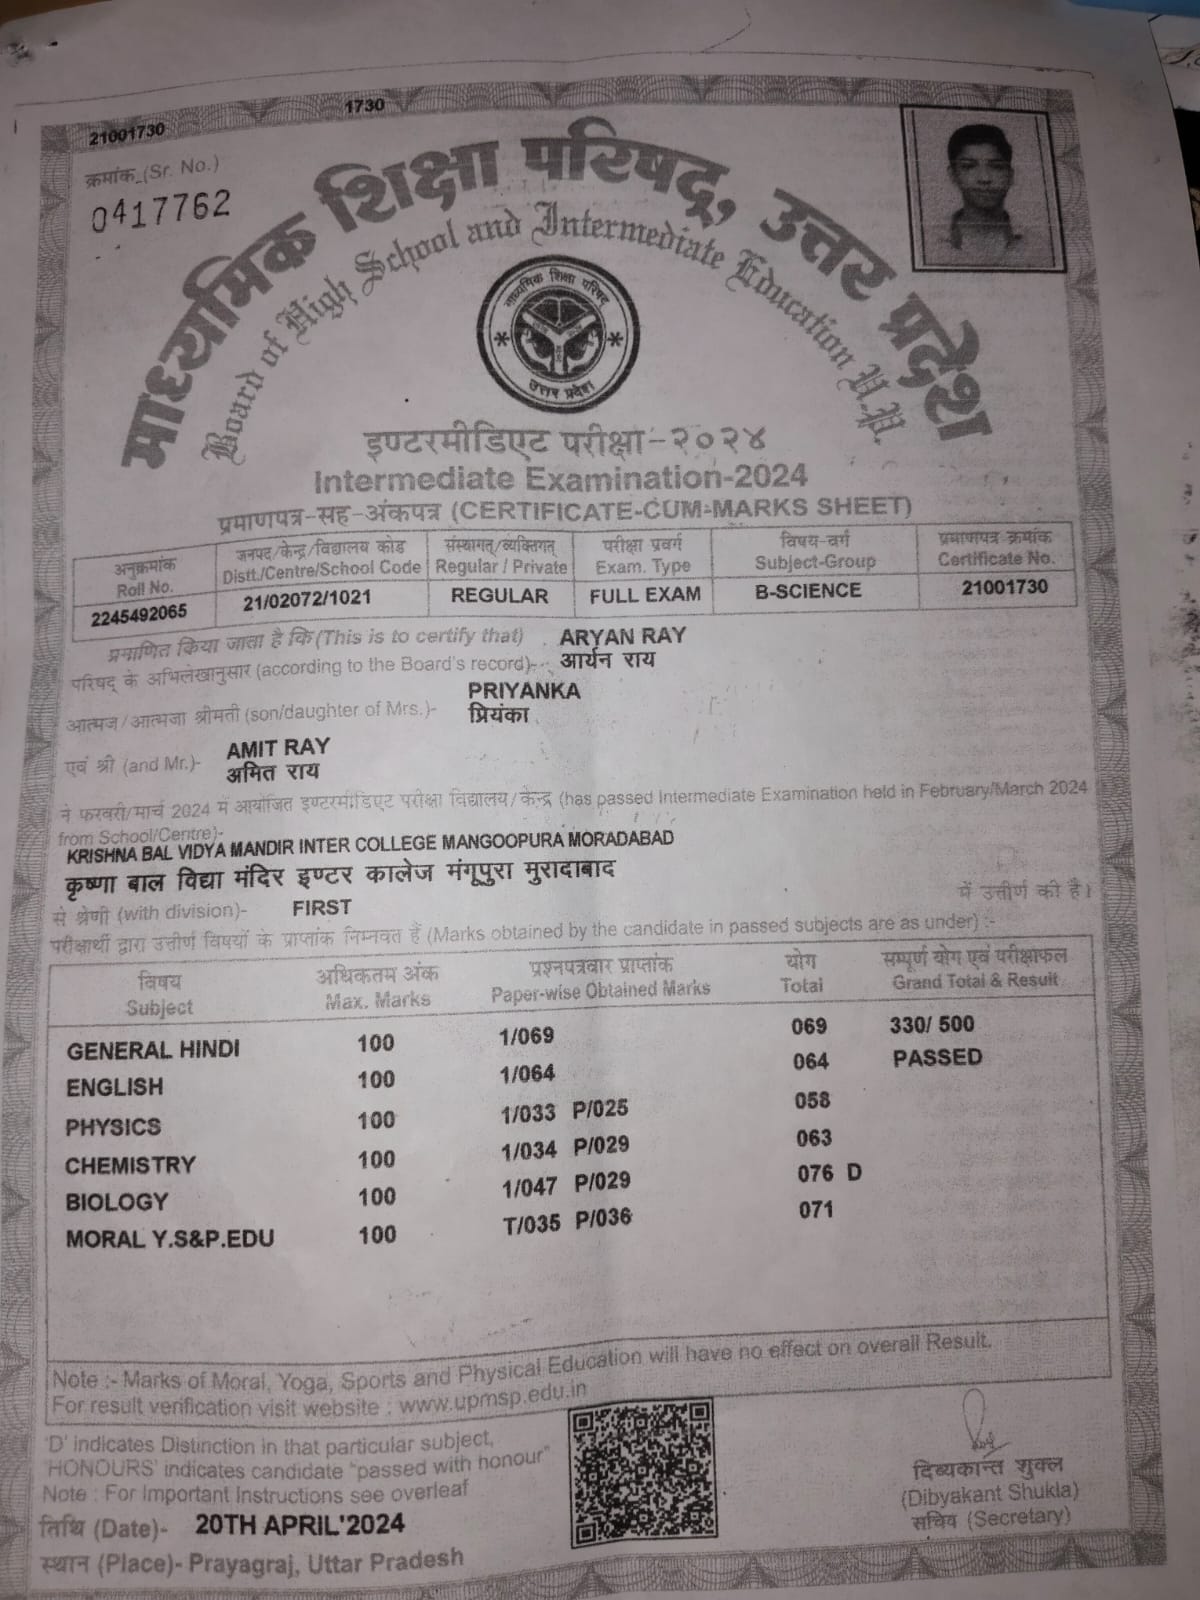 21001730
1730
क्रमांक (Sr. No.)
0417762
माध्यमिक शिक्षा परिषद्, उत्तर प्रदेश
Board of High School and Intermediate Education U.P.
माध्यमिक शिक्षा परिषद
उत्तर प्रदेश
इण्टरमीडिएट परीक्षा-२०२४
Intermediate Examination-2024
प्रमाणपत्र-सह-अंकपत्र (CERTIFICATE-CUM-MARKS SHEET)
अनुक्रमांक जनपद/केन्द्र/विद्यालय कोड संस्थागत्/व्यक्तिगत् परीक्षा प्रवर्ग विषय-वर्ग प्रमाणपत्र क्रमांक
Roll No. Distt./Centre/School Code Regular / Private Exam. Type Subject-Group Certificate No.
2245492065 21/02072/1021 REGULAR FULL EXAM B-SCIENCE 21001730
प्रमाणित किया जाता है कि (This is to certify that) ARYAN RAY
परिषद् के अभिलेखानुसार (according to the Board's record)- आर्यन राय
PRIYANKA
आत्मज/आत्मजा श्रीमती (son/daughter of Mrs.)- प्रियंका
AMIT RAY
एवं श्री (and Mr.)- अमित राय
ने फरवरी/मार्च 2024 में आयोजित इण्टरमीडिएट परीक्षा विद्यालय/केन्द्र (has passed Intermediate Examination held in February/March 2024
from School/Centre)-
KRISHNA BAL VIDYA MANDIR INTER COLLEGE MANGOOPURA MORADABAD
कृष्णा बाल विद्या मंदिर इण्टर कालेज मंगूपुरा मुरादाबाद
से श्रेणी (with division)- FIRST में उत्तीर्ण की है।
परीक्षार्थी द्वारा उत्तीर्ण विषयों के प्राप्तांक निम्नवत हैं (Marks obtained by the candidate in passed subjects are as under) :-
विषय अधिकतम अंक प्रश्नपत्रवार प्राप्तांक योग सम्पूर्ण योग एवं परीक्षाफल
Subject Max. Marks Paper-wise Obtained Marks Total Grand Total & Result
GENERAL HINDI 100 1/069 069 330/ 500
ENGLISH 100 1/064 064 PASSED
PHYSICS 100 1/033 P/025 058
CHEMISTRY 100 1/034 P/029 063
BIOLOGY 100 1/047 P/029 076 D
MORAL Y.S&P.EDU 100 T/035 P/036 071
Note :- Marks of Moral, Yoga, Sports and Physical Education will have no effect on overall Result.
For result verification visit website : www.upmsp.edu.in
'D' indicates Distinction in that particular subject,
'HONOURS' indicates candidate "passed with honour"
Note : For Important Instructions see overleaf
तिथि (Date)- 20TH APRIL'2024
स्थान (Place)- Prayagraj, Uttar Pradesh
दिब्यकान्त शुक्ल
(Dibyakant Shukla)
सचिव (Secretary)